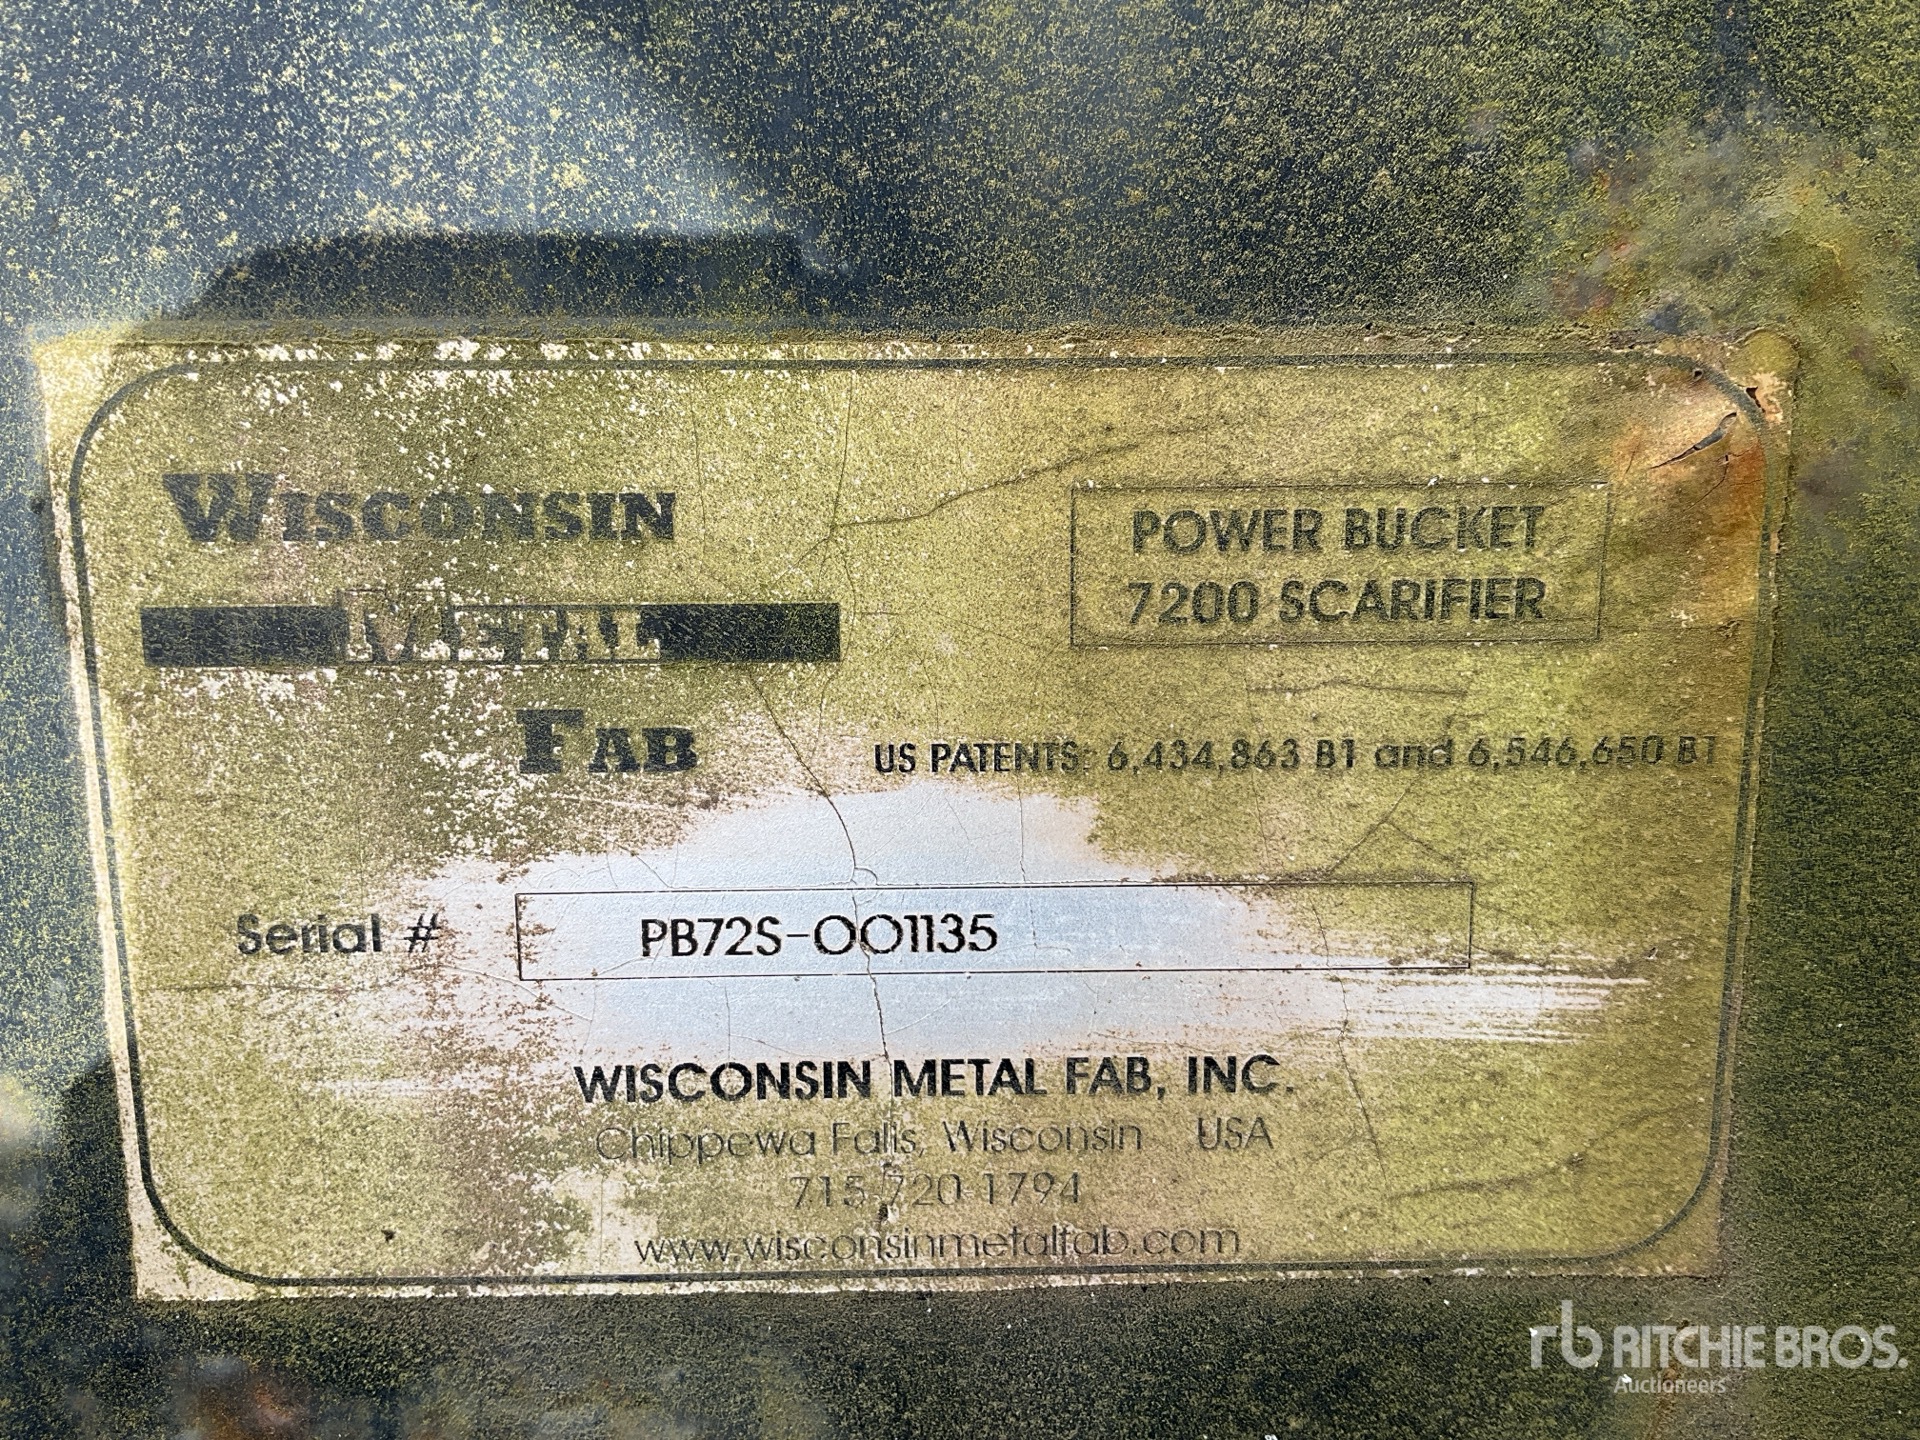 WISCONSIN
METAL
FAB
POWER BUCKET
7200 SCARIFIER
US PATENTS: 6,434,863 B1 and 6,546,650 B1
Serial # PB72S-001135
WISCONSIN METAL FAB, INC.
Chippewa Falls, Wisconsin USA
715-720-1794
www.wisconsinmetalfab.com
rb RITCHIE BROS.
Auctioneers